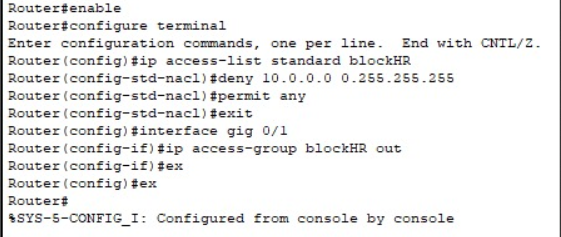 Router#enable
Router#configure terminal
Enter configuration commands, one per line.  End with CNTL/Z.
Router(config)#ip access-list standard blockHR
Router(config-std-nacl)#deny 10.0.0.0 0.255.255.255
Router(config-std-nacl)#permit any
Router(config-std-nacl)#exit
Router(config)#interface gig 0/1
Router(config-if)#ip access-group blockHR out
Router(config-if)#ex
Router(config)#ex
Router#
%SYS-5-CONFIG_I: Configured from console by console